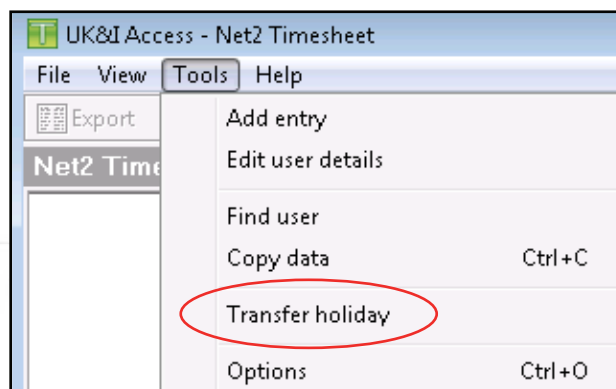 UK&I Access - Net2 Timesheet
File View Tools Help
Export
Add entry
Net2 Time
Edit user details
Find user
Copy data Ctrl+C
Transfer holiday
Options Ctrl+O